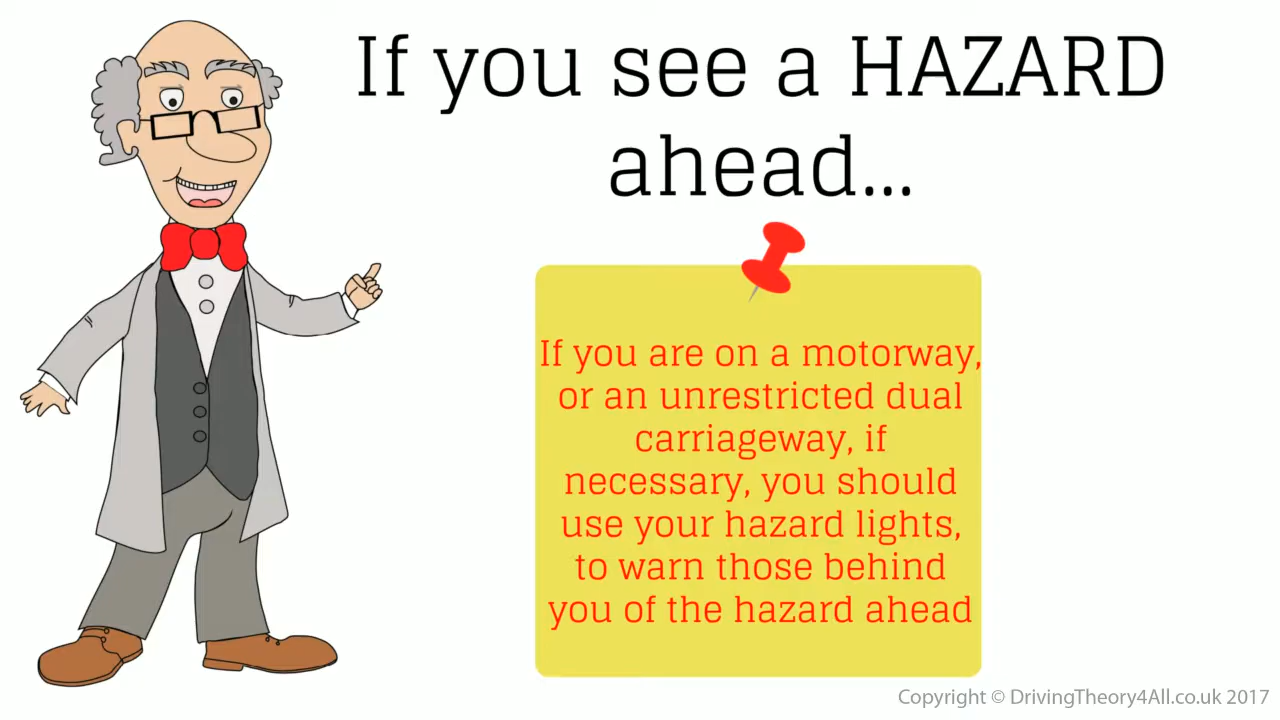 If you see a HAZARD
ahead...
If you are on a motorway,
or an unrestricted dual
carriageway, if
necessary, you should
use your hazard lights,
to warn those behind
you of the hazard ahead
Copyright © DrivingTheory4All.co.uk 2017